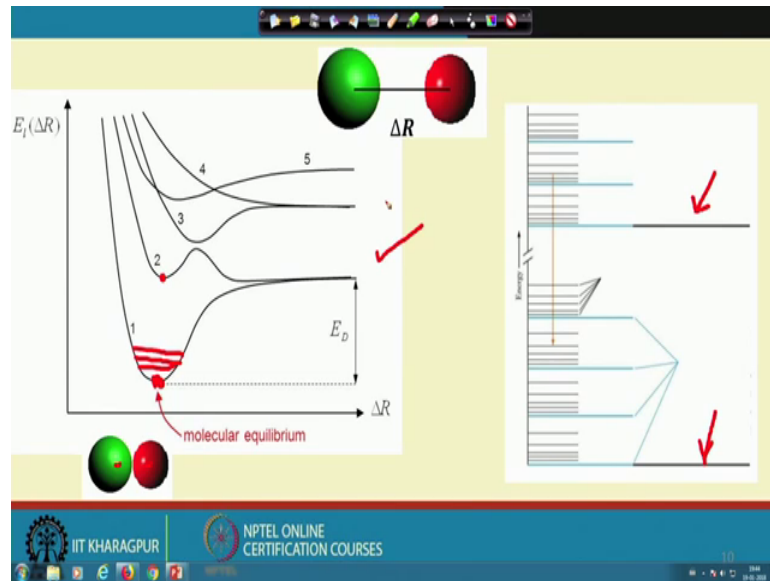 ΔR
E_l(ΔR)
4
5
3
2
1
E_D
ΔR
molecular equilibrium
Energy
IIT KHARAGPUR
NPTEL ONLINE
CERTIFICATION COURSES
10